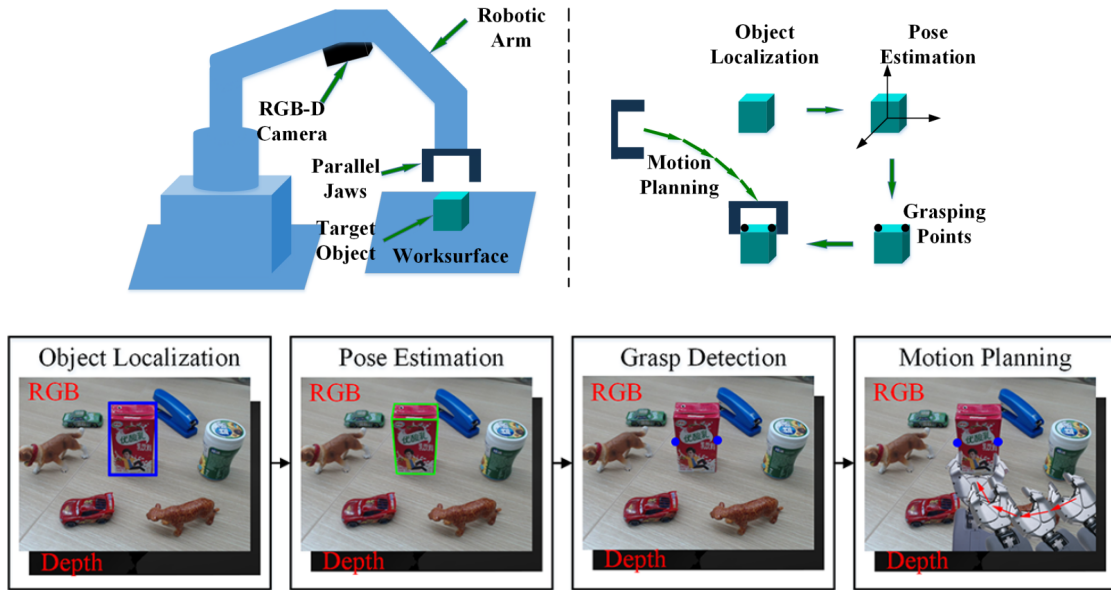 Robotic
Arm
RGB-D
Camera
Parallel
Jaws
Target
Object
Worksurface
Object
Localization
Pose
Estimation
Motion
Planning
Grasping
Points
Object Localization
RGB
Depth
Pose Estimation
RGB
Depth
Grasp Detection
RGB
Depth
Motion Planning
RGB
Depth